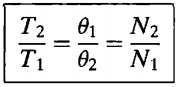 T₂/T₁ = θ₁/θ₂ = N₂/N₁